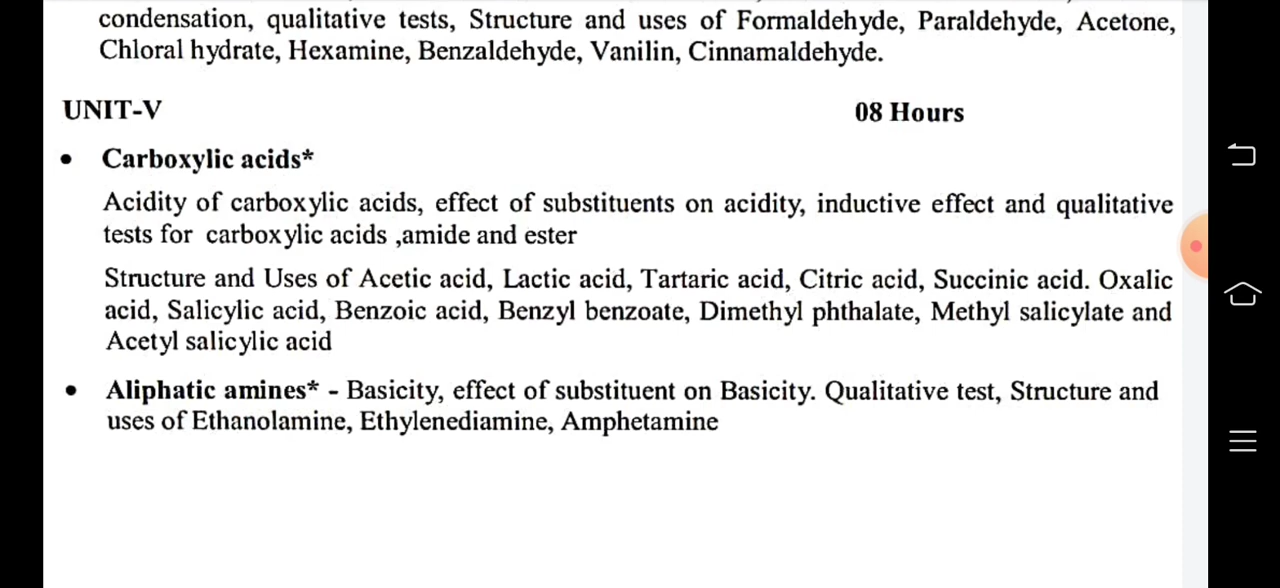 condensation, qualitative tests, Structure and uses of Formaldehyde, Paraldehyde, Acetone,
Chloral hydrate, Hexamine, Benzaldehyde, Vanilin, Cinnamaldehyde.
UNIT-V 08 Hours
• Carboxylic acids*
Acidity of carboxylic acids, effect of substituents on acidity, inductive effect and qualitative
tests for carboxylic acids ,amide and ester
Structure and Uses of Acetic acid, Lactic acid, Tartaric acid, Citric acid, Succinic acid. Oxalic
acid, Salicylic acid, Benzoic acid, Benzyl benzoate, Dimethyl phthalate, Methyl salicylate and
Acetyl salicylic acid
• Aliphatic amines* - Basicity, effect of substituent on Basicity. Qualitative test, Structure and
uses of Ethanolamine, Ethylenediamine, Amphetamine